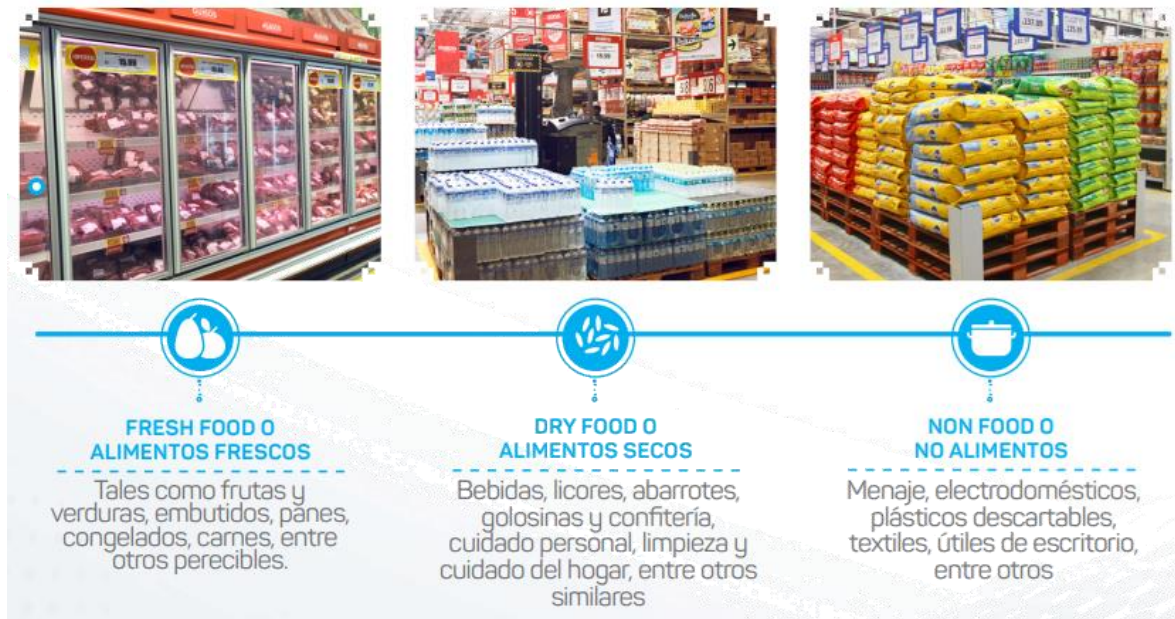 FRESH FOOD O
ALIMENTOS FRESCOS
Tales como frutas y
verduras, embutidos, panes,
congelados, carnes, entre
otros perecibles.
DRY FOOD O
ALIMENTOS SECOS
Bebidas, licores, abarrotes,
golosinas y confitería,
cuidado personal, limpieza y
cuidado del hogar, entre otros
similares
NON FOOD O
NO ALIMENTOS
Menaje, electrodomésticos,
plásticos descartables,
textiles, útiles de escritorio,
entre otros